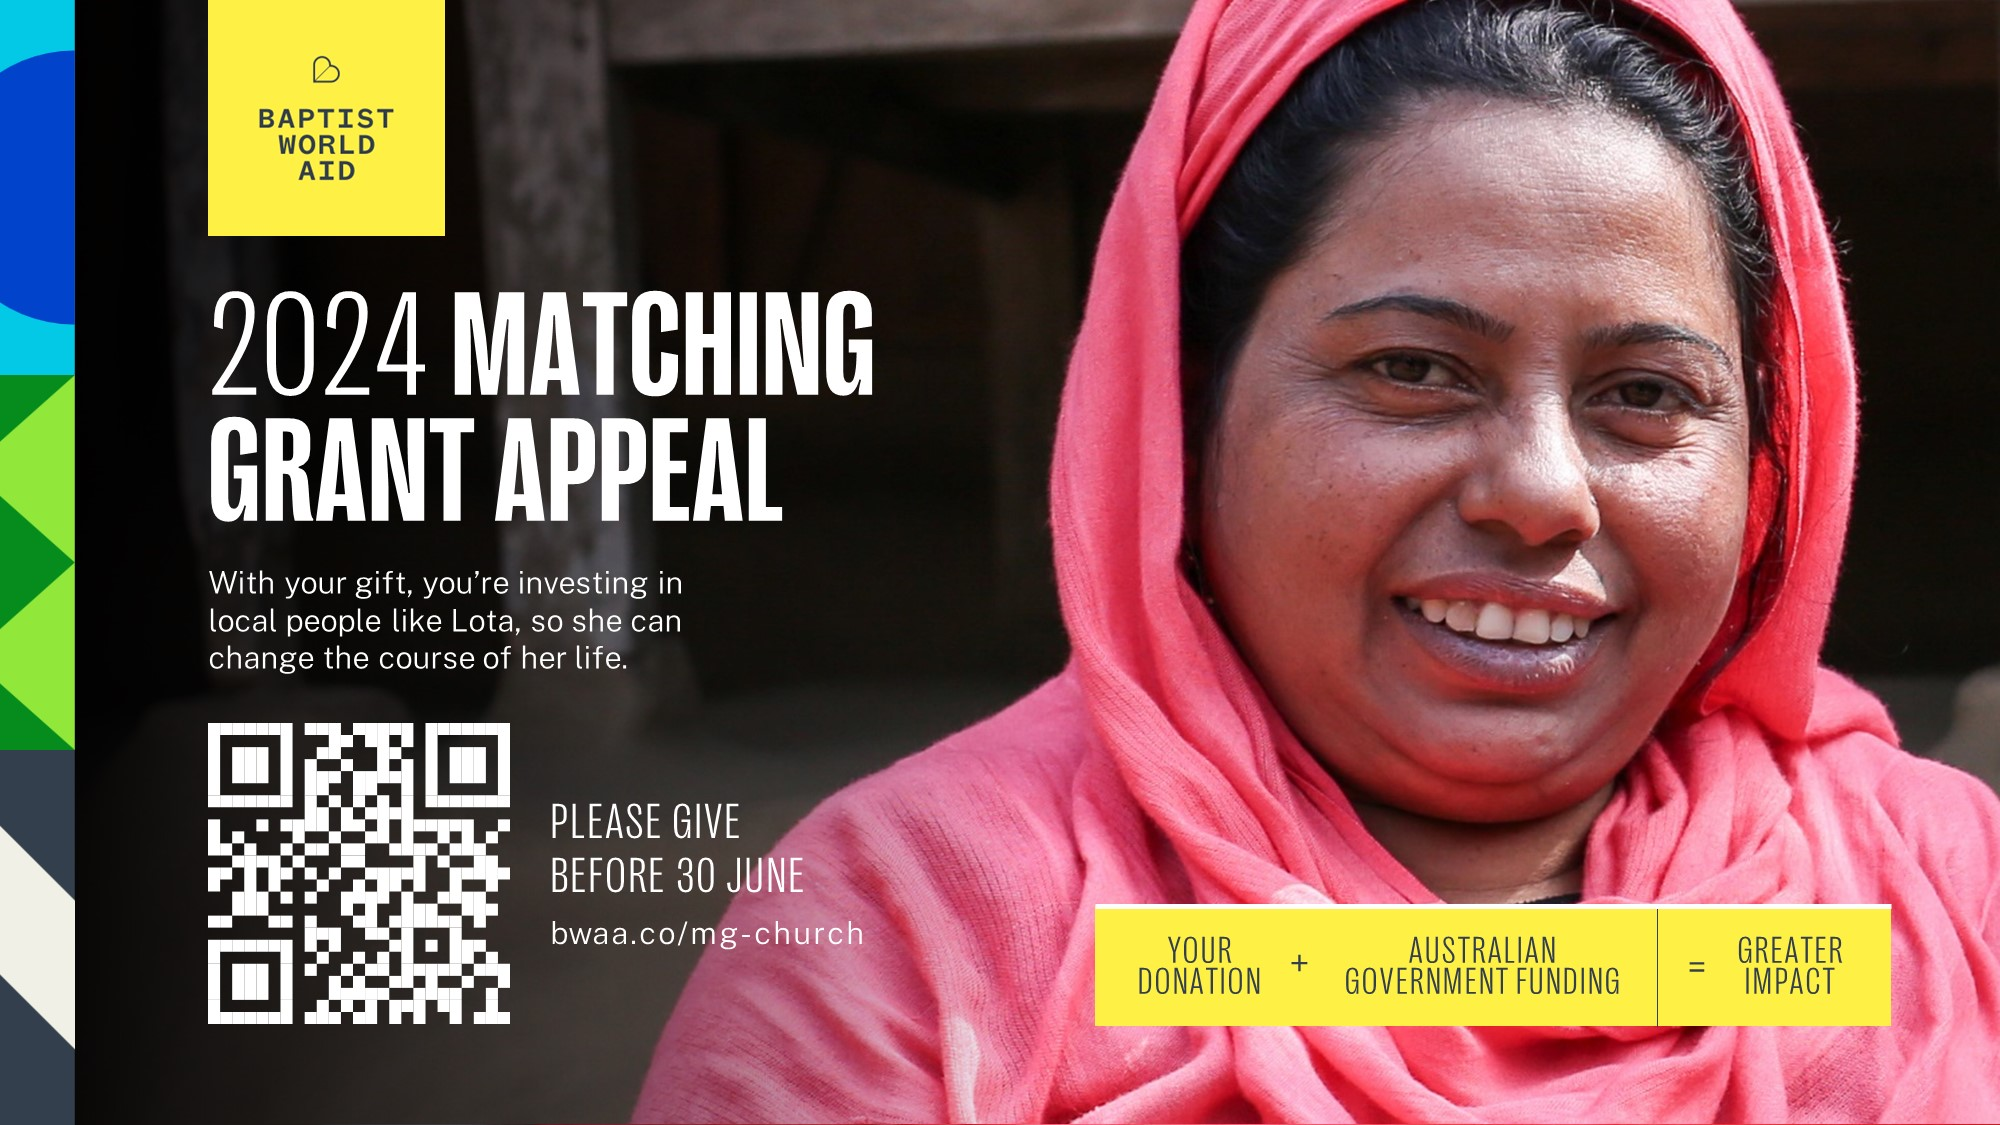 BAPTIST
WORLD
AID
2024 MATCHING
GRANT APPEAL
With your gift, you’re investing in
local people like Lota, so she can
change the course of her life.
PLEASE GIVE
BEFORE 30 JUNE
bwaa.co/mg-church
YOUR
DONATION
+
AUSTRALIAN
GOVERNMENT FUNDING
=
GREATER
IMPACT